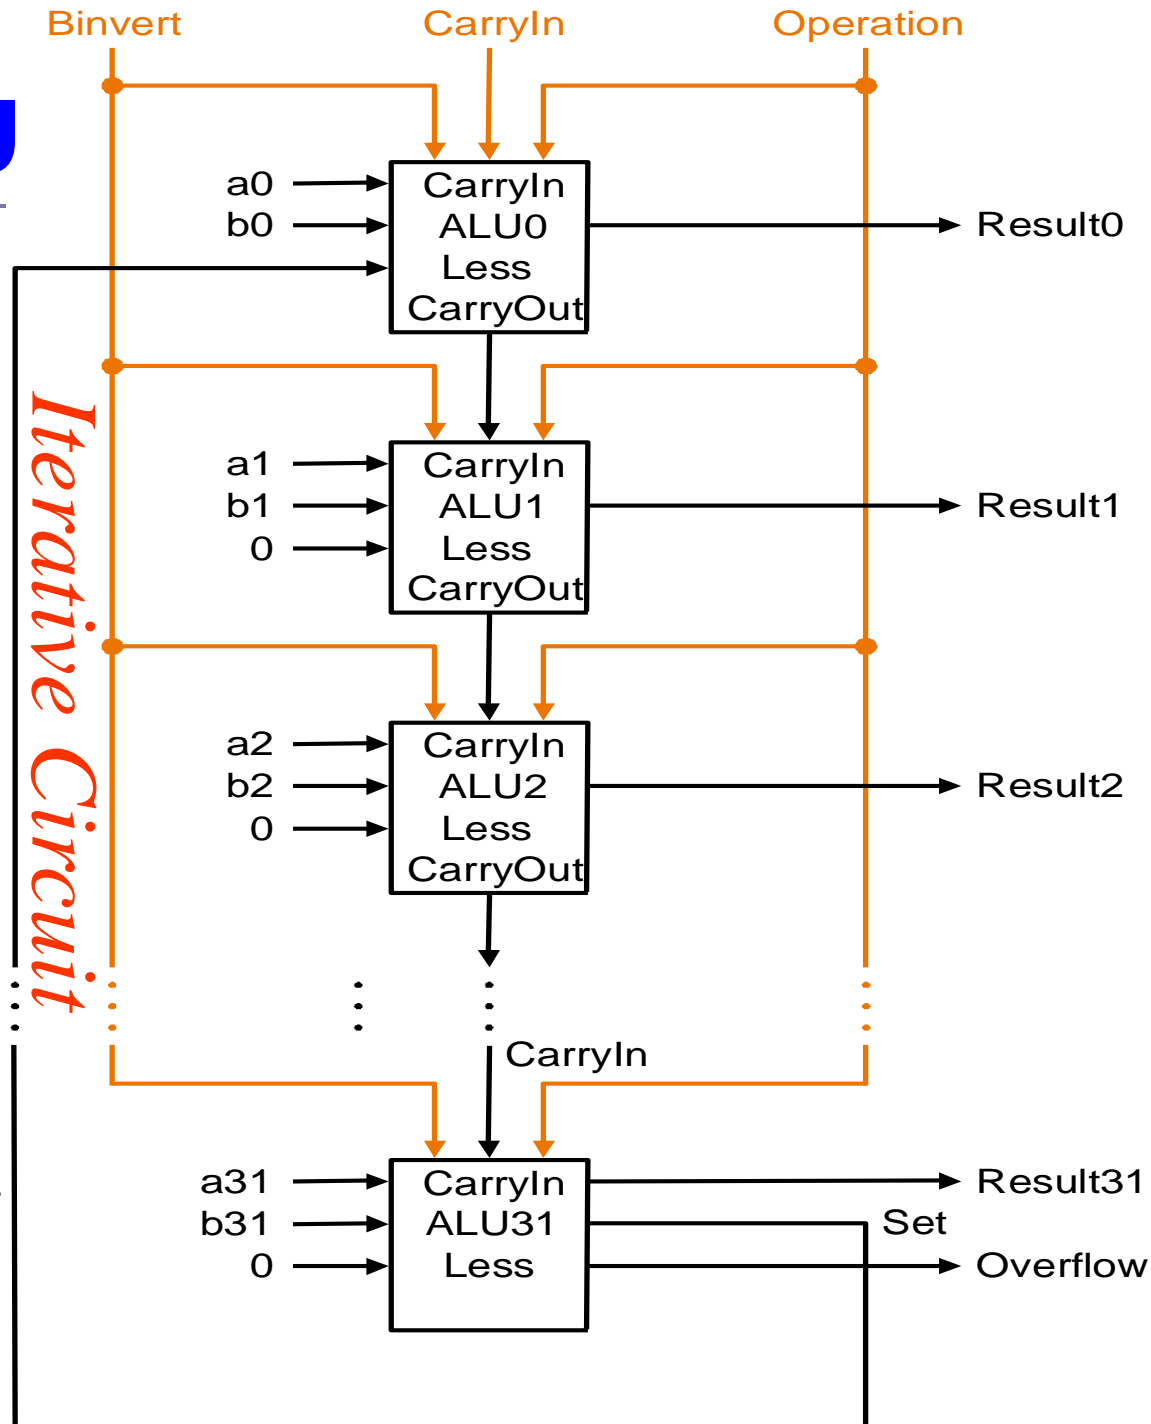 Binvert CarryIn Operation
U
a0 CarryIn
b0 ALU0 Result0
Less
CarryOut
Iterative Circuit
a1 CarryIn
b1 ALU1 Result1
0 Less
CarryOut
a2 CarryIn
b2 ALU2 Result2
0 Less
CarryOut
CarryIn
a31 CarryIn Result31
b31 ALU31 Set
0 Less Overflow